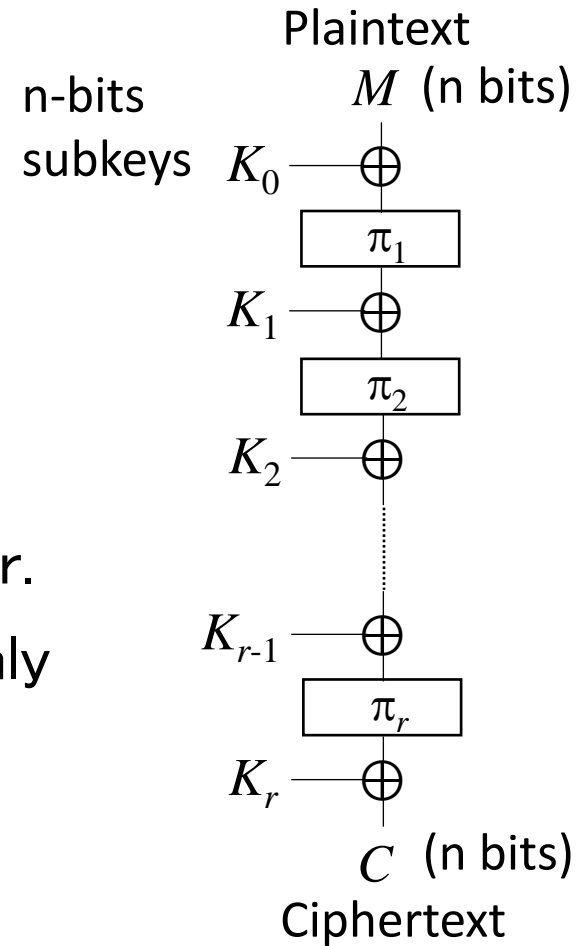 Plaintext
M (n bits)
n-bits
subkeys
K₀
π₁
K₁
π₂
K₂
r.
Kᵣ₋₁
nly
πᵣ
Kᵣ
C (n bits)
Ciphertext